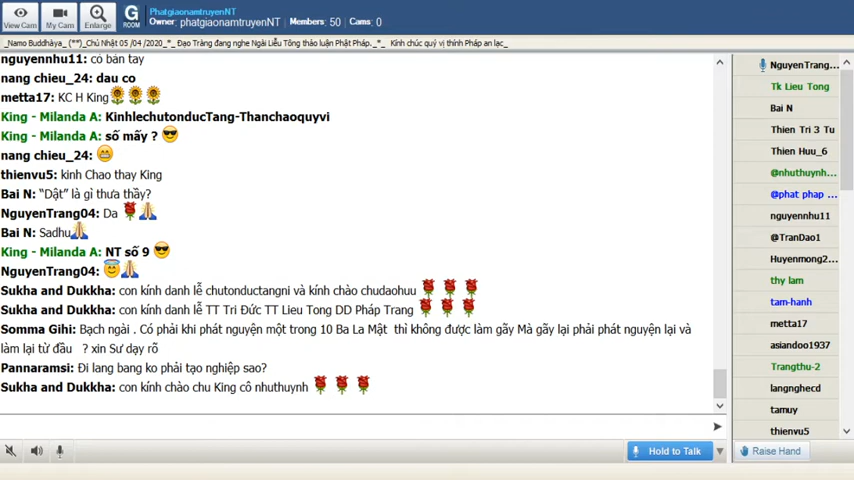 View Cam
My Cam
Enlarge
G ROOM
PhatgiaonamtruyenNT
Owner: phatgiaonamtruyenNT | Members: 50 | Cams: 0
_Namo Buddhàya_ (**)_Chủ Nhật 05 /04 /2020_*_ Đạo Tràng đang nghe Ngài Liễu Tông thảo luận Phật Pháp._*_ Kính chúc quý vị thính Pháp an lạc_
nguyennhu11: có bàn tay
nang chieu_24: dau co
metta17: KC H King
King - Milanda A: KinhlechutonducTang-Thanchaoquyvi
King - Milanda A: số mấy ?
nang chieu_24:
thienvu5: kinh Chao thay King
Bai N: “Dật” là gì thưa thầy?
NguyenTrang04: Da
Bai N: Sadhu
King - Milanda A: NT số 9
NguyenTrang04:
Sukha and Dukkha: con kính danh lễ chutonductangni và kính chào chudaohuu
Sukha and Dukkha: con kính danh lễ TT Tri Đức TT Lieu Tong DD Pháp Trang
Somma Gihi: Bạch ngài . Có phải khi phát nguyện một trong 10 Ba La Mật thì không được làm gãy Mà gãy lại phải phát nguyện lại và
làm lại từ đầu ? xin Sư dạy rõ
Pannaramsi: Đi lang bang ko phải tạo nghiệp sao?
Sukha and Dukkha: con kính chào chu King cô nhuthuynh
Hold to Talk
NguyenTrang...
Tk Lieu Tong
Bai N
Thien Tri 3 Tu
Thien Huu_6
@nhuthuynh...
@phat phap ...
nguyennhu11
@TranDao1
Huyenmong2...
thy lam
tam-hanh
metta17
asiandoo1937
Trangthu-2
langnghecd
tamuy
thienvu5
Raise Hand